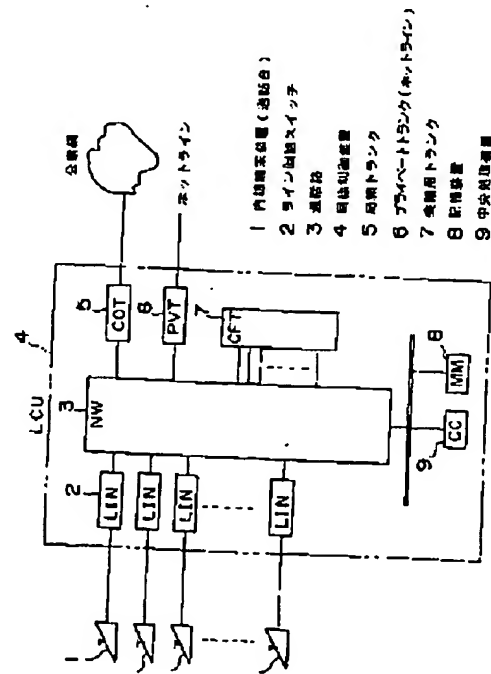 LCU
4
公衆網
ホットライン
1
2
LIN
LIN
LIN
LIN
3
NW
5
COT
6
PVT
7
CFT
8
MM
9
CC
1 内線端末装置(通話台)
2 ライン回路スイッチ
3 通話路
4 回線制御装置
5 局線トランク
6 プライベートトランク(ホットライン)
7 会議用トランク
8 記憶装置
9 中央処理装置